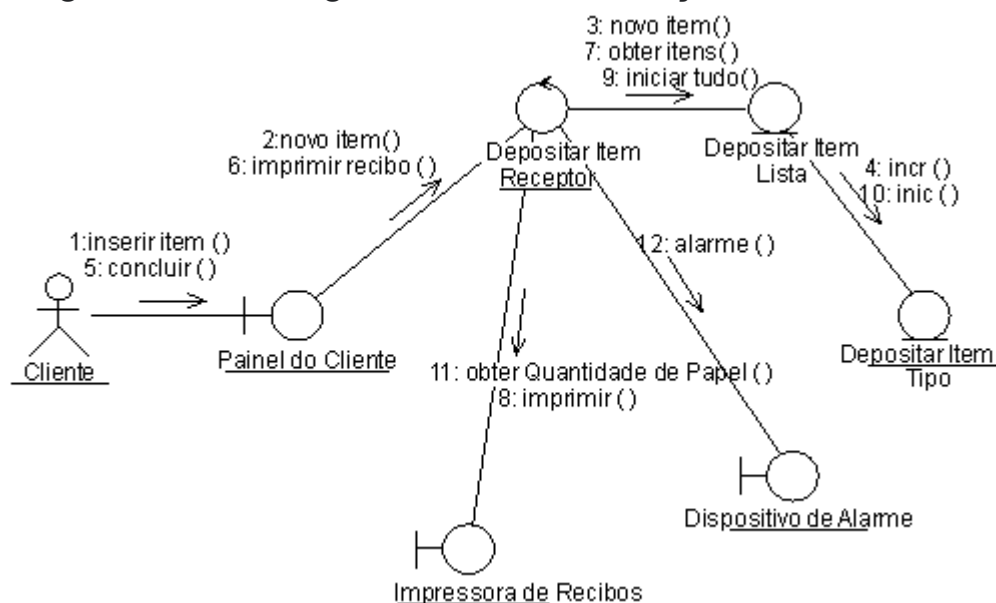 3: novo item()
7: obter itens()
9: iniciar tudo()
2:novo item()
6: imprimir recibo ()
Depositar Item
Receptor
Depositar Item
Lista
4: incr ()
10: inic ()
1:inserir item ()
5: concluir ()
12: alarme ()
Cliente
Painel do Cliente
Depositar Item
Tipo
11: obter Quantidade de Papel ()
8: imprimir ()
Dispositivo de Alarme
Impressora de Recibos